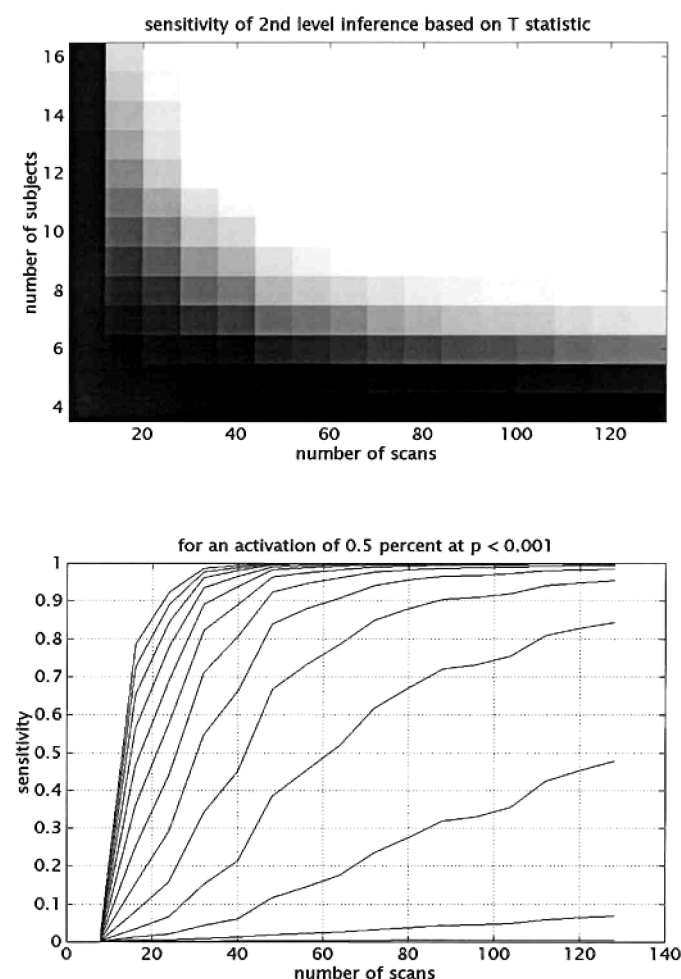 sensitivity of 2nd level inference based on T statistic
16
14
12
10
8
6
4
number of subjects
20 40 60 80 100 120
number of scans
for an activation of 0.5 percent at p < 0.001
1
0.9
0.8
0.7
0.6
0.5
0.4
0.3
0.2
0.1
0
sensitivity
0 20 40 60 80 100 120 140
number of scans